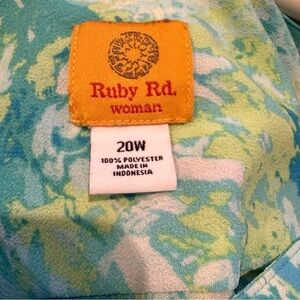 Ruby Rd.
woman
20W
100% POLYESTER
MADE IN
INDONESIA